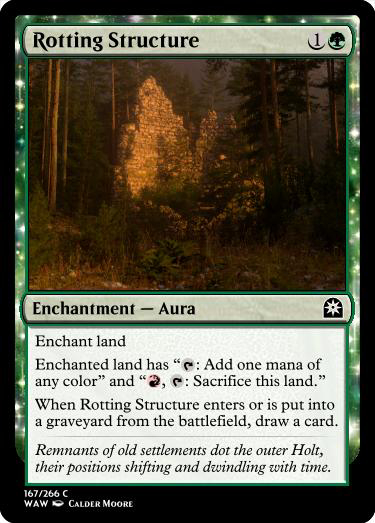 Rotting Structure 1
Enchantment — Aura
Enchant land
Enchanted land has “: Add one mana of
any color” and “, : Sacrifice this land.”
When Rotting Structure enters or is put into
a graveyard from the battlefield, draw a card.
Remnants of old settlements dot the outer Holt,
their positions shifting and dwindling with time.
167/266 C
WAW Calder Moore